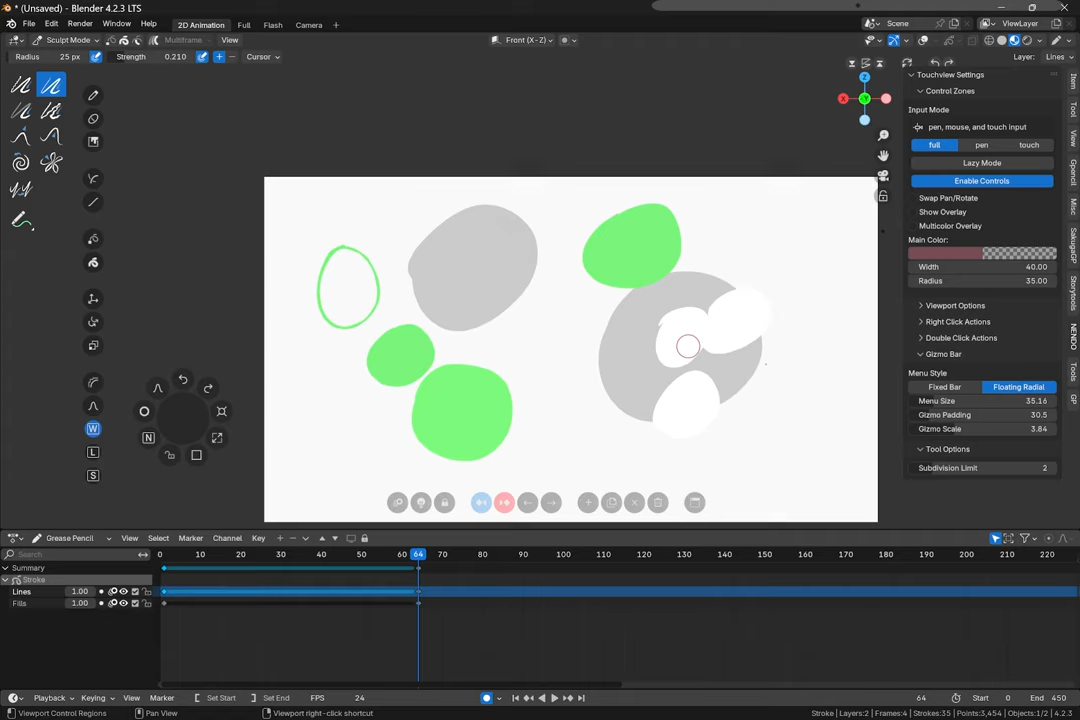 * (Unsaved) - Blender 4.2.3 LTS
File Edit Render Window Help 2D Animation Full Flash Camera Scene ViewLayer
Sculpt Mode Multiframe View Front (X-Z)
Radius 25 px Strength 0.210 Cursor Layer: Lines
Touchview Settings
Control Zones
Input Mode
pen, mouse, and touch input
full pen touch
Lazy Mode
Enable Controls
Swap Pan/Rotate
Show Overlay
Multicolor Overlay
Main Color:
Width 40.00
Radius 35.00
Viewport Options
Right Click Actions
Double Click Actions
Gizmo Bar
Menu Style
Fixed Bar Floating Radial
Menu Size 35.16
Gizmo Padding 30.5
Gizmo Scale 3.84
Tool Options
Subdivision Limit 2
Item
Tool
View
Gpencil
Misc
SakugaGP
Storytools
NENDO
Tools
GP
Z
X
Y
W
L
S
N
Grease Pencil View Select Marker Channel Key
Search 0 10 20 30 40 50 60 64 70 80 90 100 110 120 130 140 150 160 170 180 190 200 210 220
Summary
Stroke
Lines 1.00
Fills 1.00
Playback Keying View Marker Set Start Set End FPS 24 64 Start 0 End 450
Viewport Control Regions Pan View Viewport right-click shortcut Stroke | Layers:2 | Frames:4 | Strokes:35 | Points:3,454 | Objects:1/2 | 4.2.3